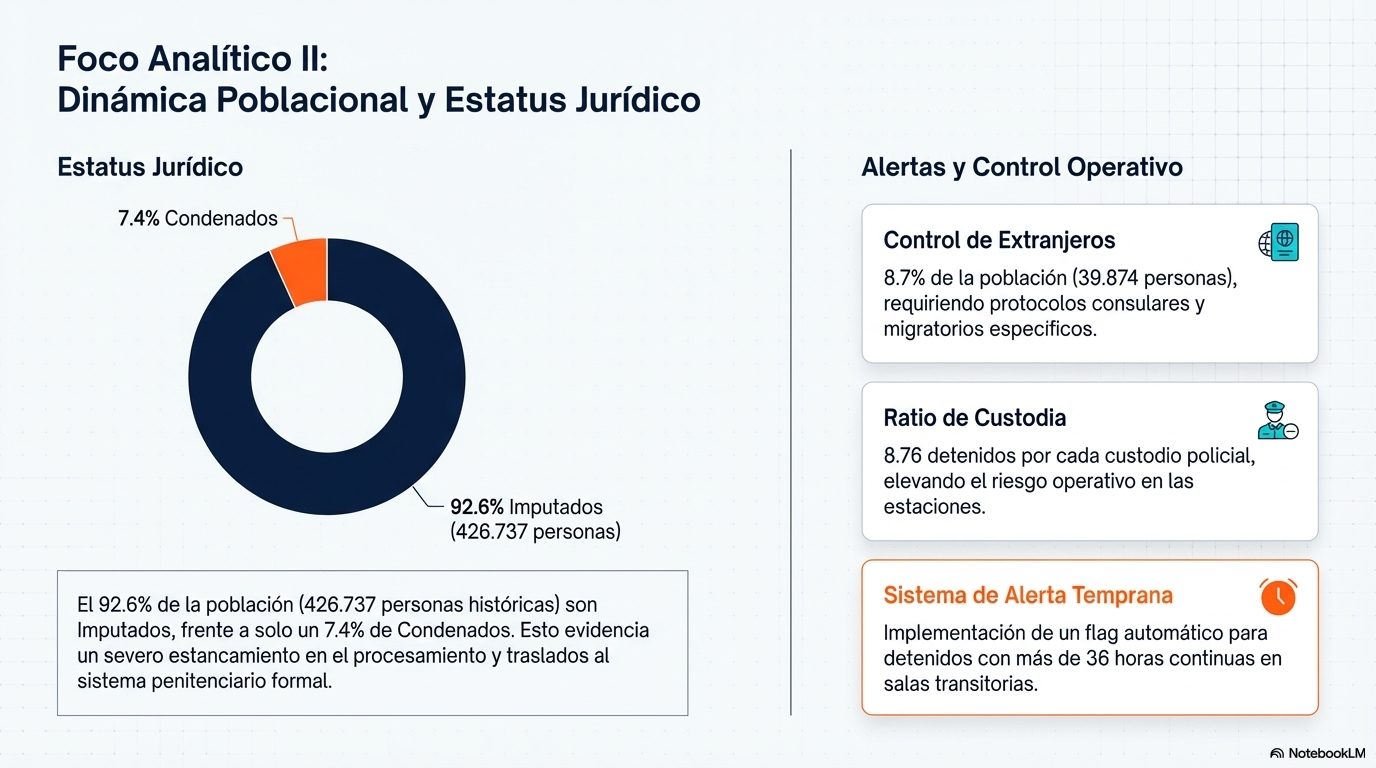 Foco Analítico II:
Dinámica Poblacional y Estatus Jurídico
Estatus Jurídico
7.4% Condenados
92.6% Imputados
(426.737 personas)
El 92.6% de la población (426.737 personas históricas) son
Imputados, frente a solo un 7.4% de Condenados. Esto evidencia
un severo estancamiento en el procesamiento y traslados al
sistema penitenciario formal.
Alertas y Control Operativo
Control de Extranjeros
8.7% de la población (39.874 personas),
requiriendo protocolos consulares y
migratorios específicos.
Ratio de Custodia
8.76 detenidos por cada custodio policial,
elevando el riesgo operativo en las
estaciones.
Sistema de Alerta Temprana
Implementación de un flag automático para
detenidos con más de 36 horas continuas en
salas transitorias.
NotebookLM